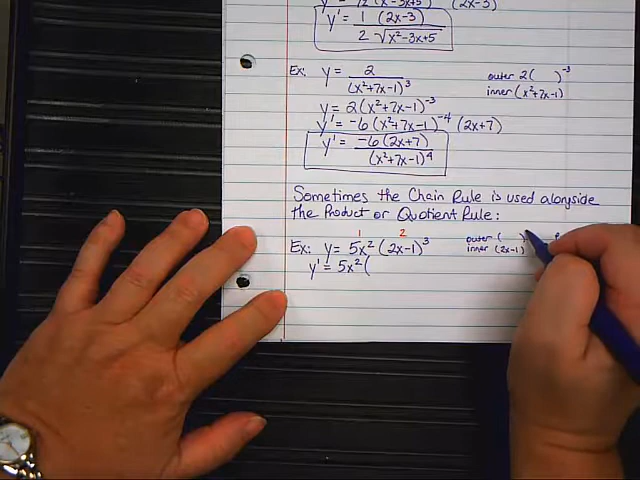 (2x-3)
y' = 1 (2x-3)
2 √x²-3x+5
Ex: y = 2
(x²+7x-1)³
outer 2( )⁻³
inner (x²+7x-1)
y = 2(x²+7x-1)⁻³
y' = -6(x²+7x-1)⁻⁴ (2x+7)
y' = -6(2x+7)
(x²+7x-1)⁴
Sometimes the Chain Rule is used alongside
the Product or Quotient Rule:
1 2
Ex: y = 5x² (2x-1)³
outer ( )
inner (2x-1)
y' = 5x² (